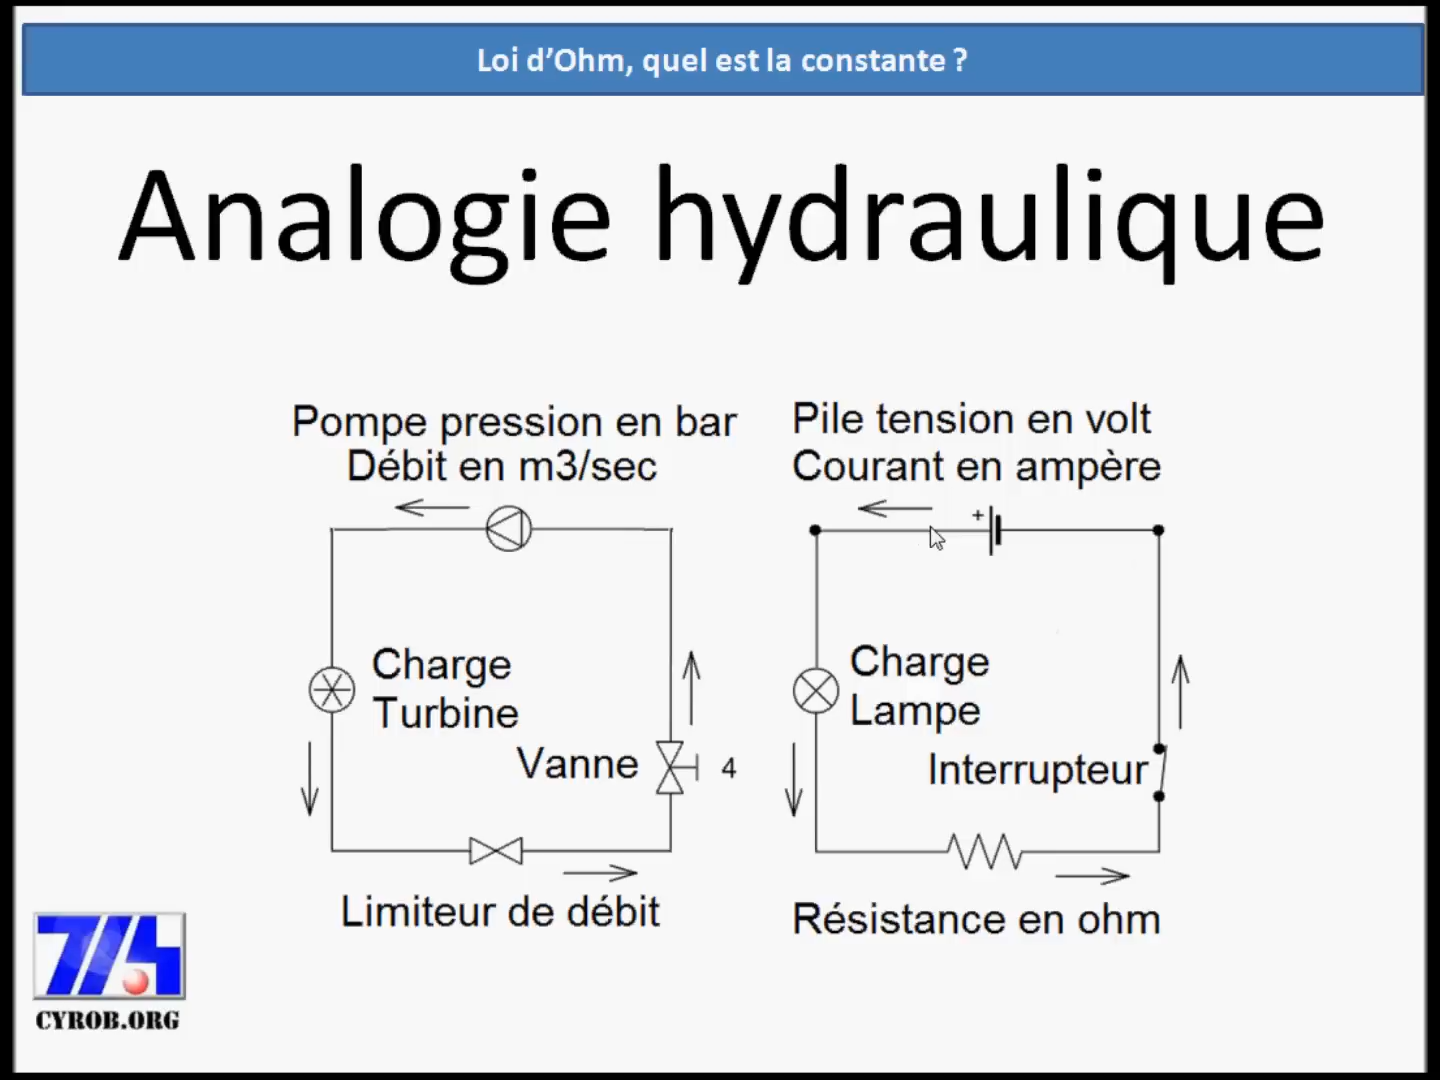 Loi d’Ohm, quel est la constante ?
Analogie hydraulique
Pompe pression en bar
Débit en m3/sec
Charge
Turbine
Vanne
4
Limiteur de débit
Pile tension en volt
Courant en ampère
+
Charge
Lampe
Interrupteur
Résistance en ohm
CYROB.ORG